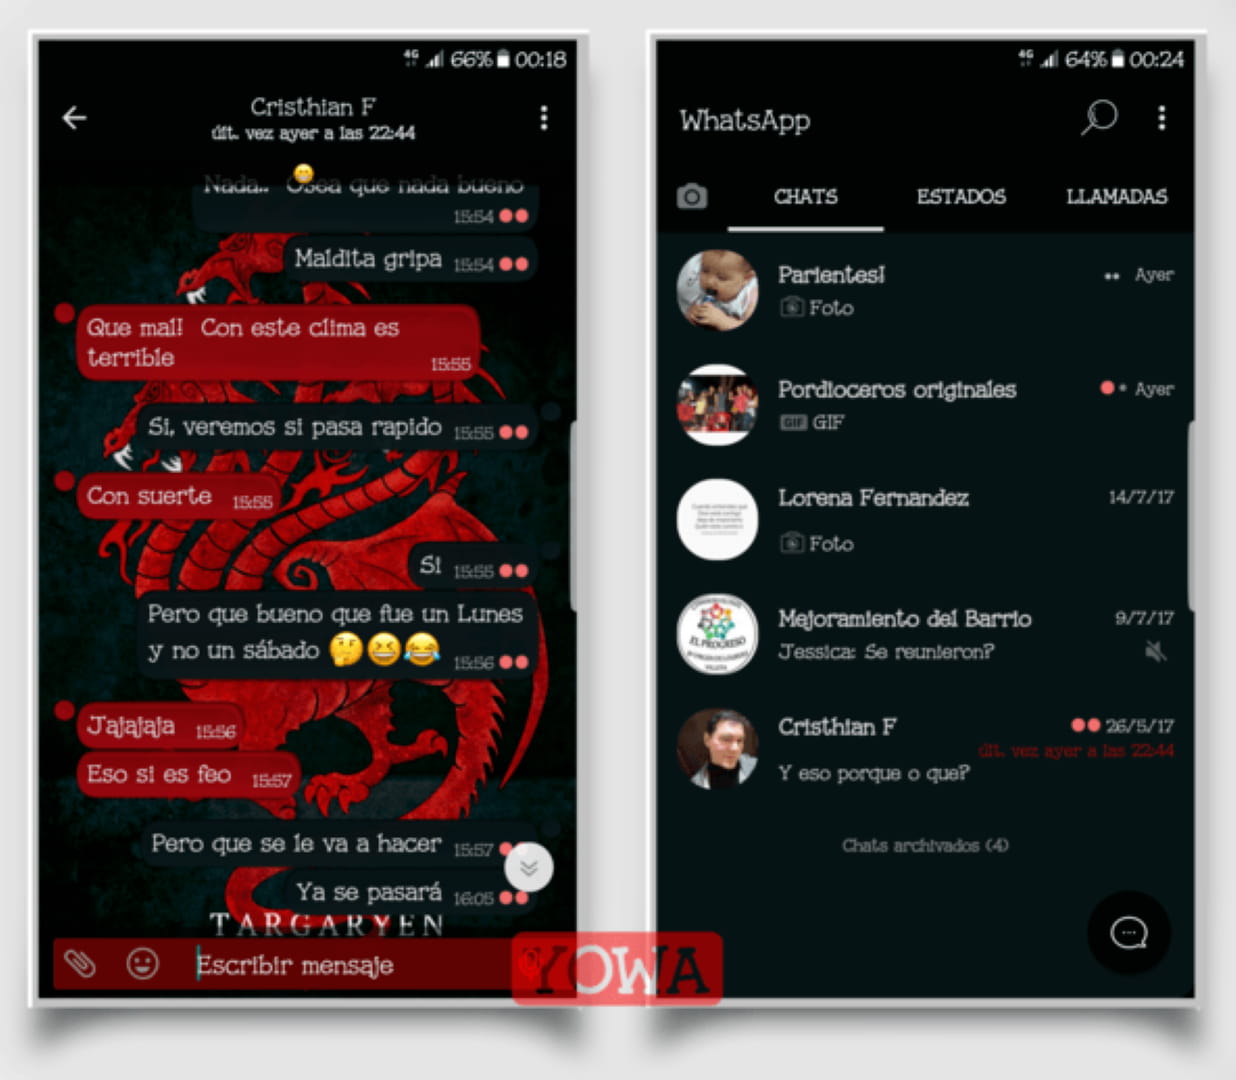 4G 66% 00:18
Cristhian F
últ. vez ayer a las 22:44
Nada.. Osea que nada bueno
15:54
Maldita gripa 15:54
Que mal! Con este clima es
terrible 15:55
Si, veremos si pasa rapido 15:55
Con suerte 15:55
Si 15:55
Pero que bueno que fue un Lunes
y no un sábado 15:56
Jajajaja 15:56
Eso si es feo 15:57
Pero que se le va a hacer 15:57
Ya se pasará 16:05
TARGARYEN
Escribir mensaje
YOWA
4G 64% 00:24
WhatsApp
CHATS ESTADOS LLAMADAS
Parientes! Ayer
Foto
Pordioceros originales Ayer
GIF GIF
Lorena Fernandez 14/7/17
Foto
Mejoramiento del Barrio 9/7/17
Jessica: Se reunieron?
EL PROGRESO
Cristhian F 26/5/17
últ. vez ayer a las 22:44
Y eso porque o que?
Chats archivados (4)